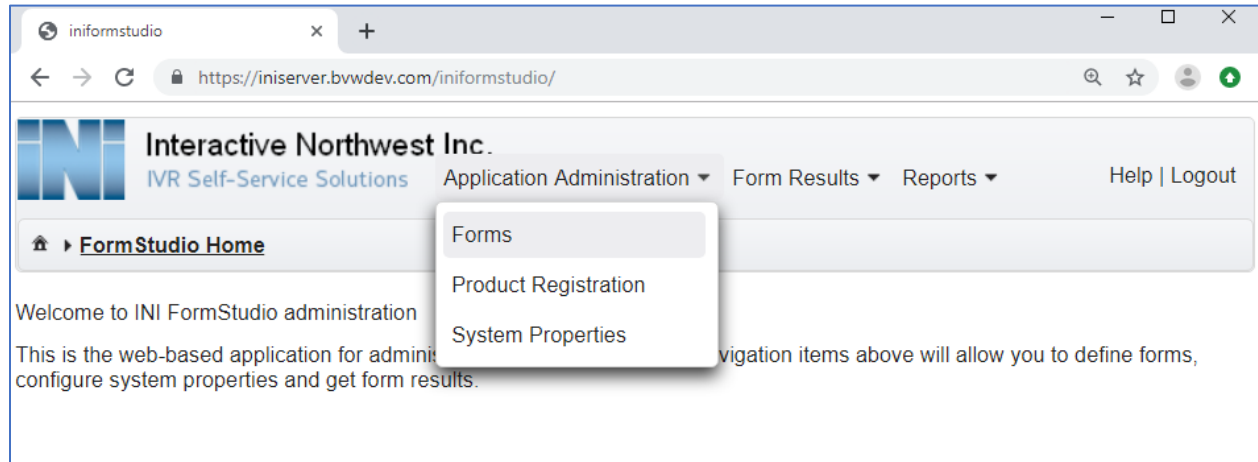 iniformstudio
https://iniserver.bvwdev.com/iniformstudio/
INI
Interactive Northwest Inc.
IVR Self-Service Solutions
Application Administration Form Results Reports Help | Logout
FormStudio Home
Forms
Product Registration
System Properties
Welcome to INI FormStudio administration
This is the web-based application for vigation items above will allow you to define forms,
configure system properties and get form results.